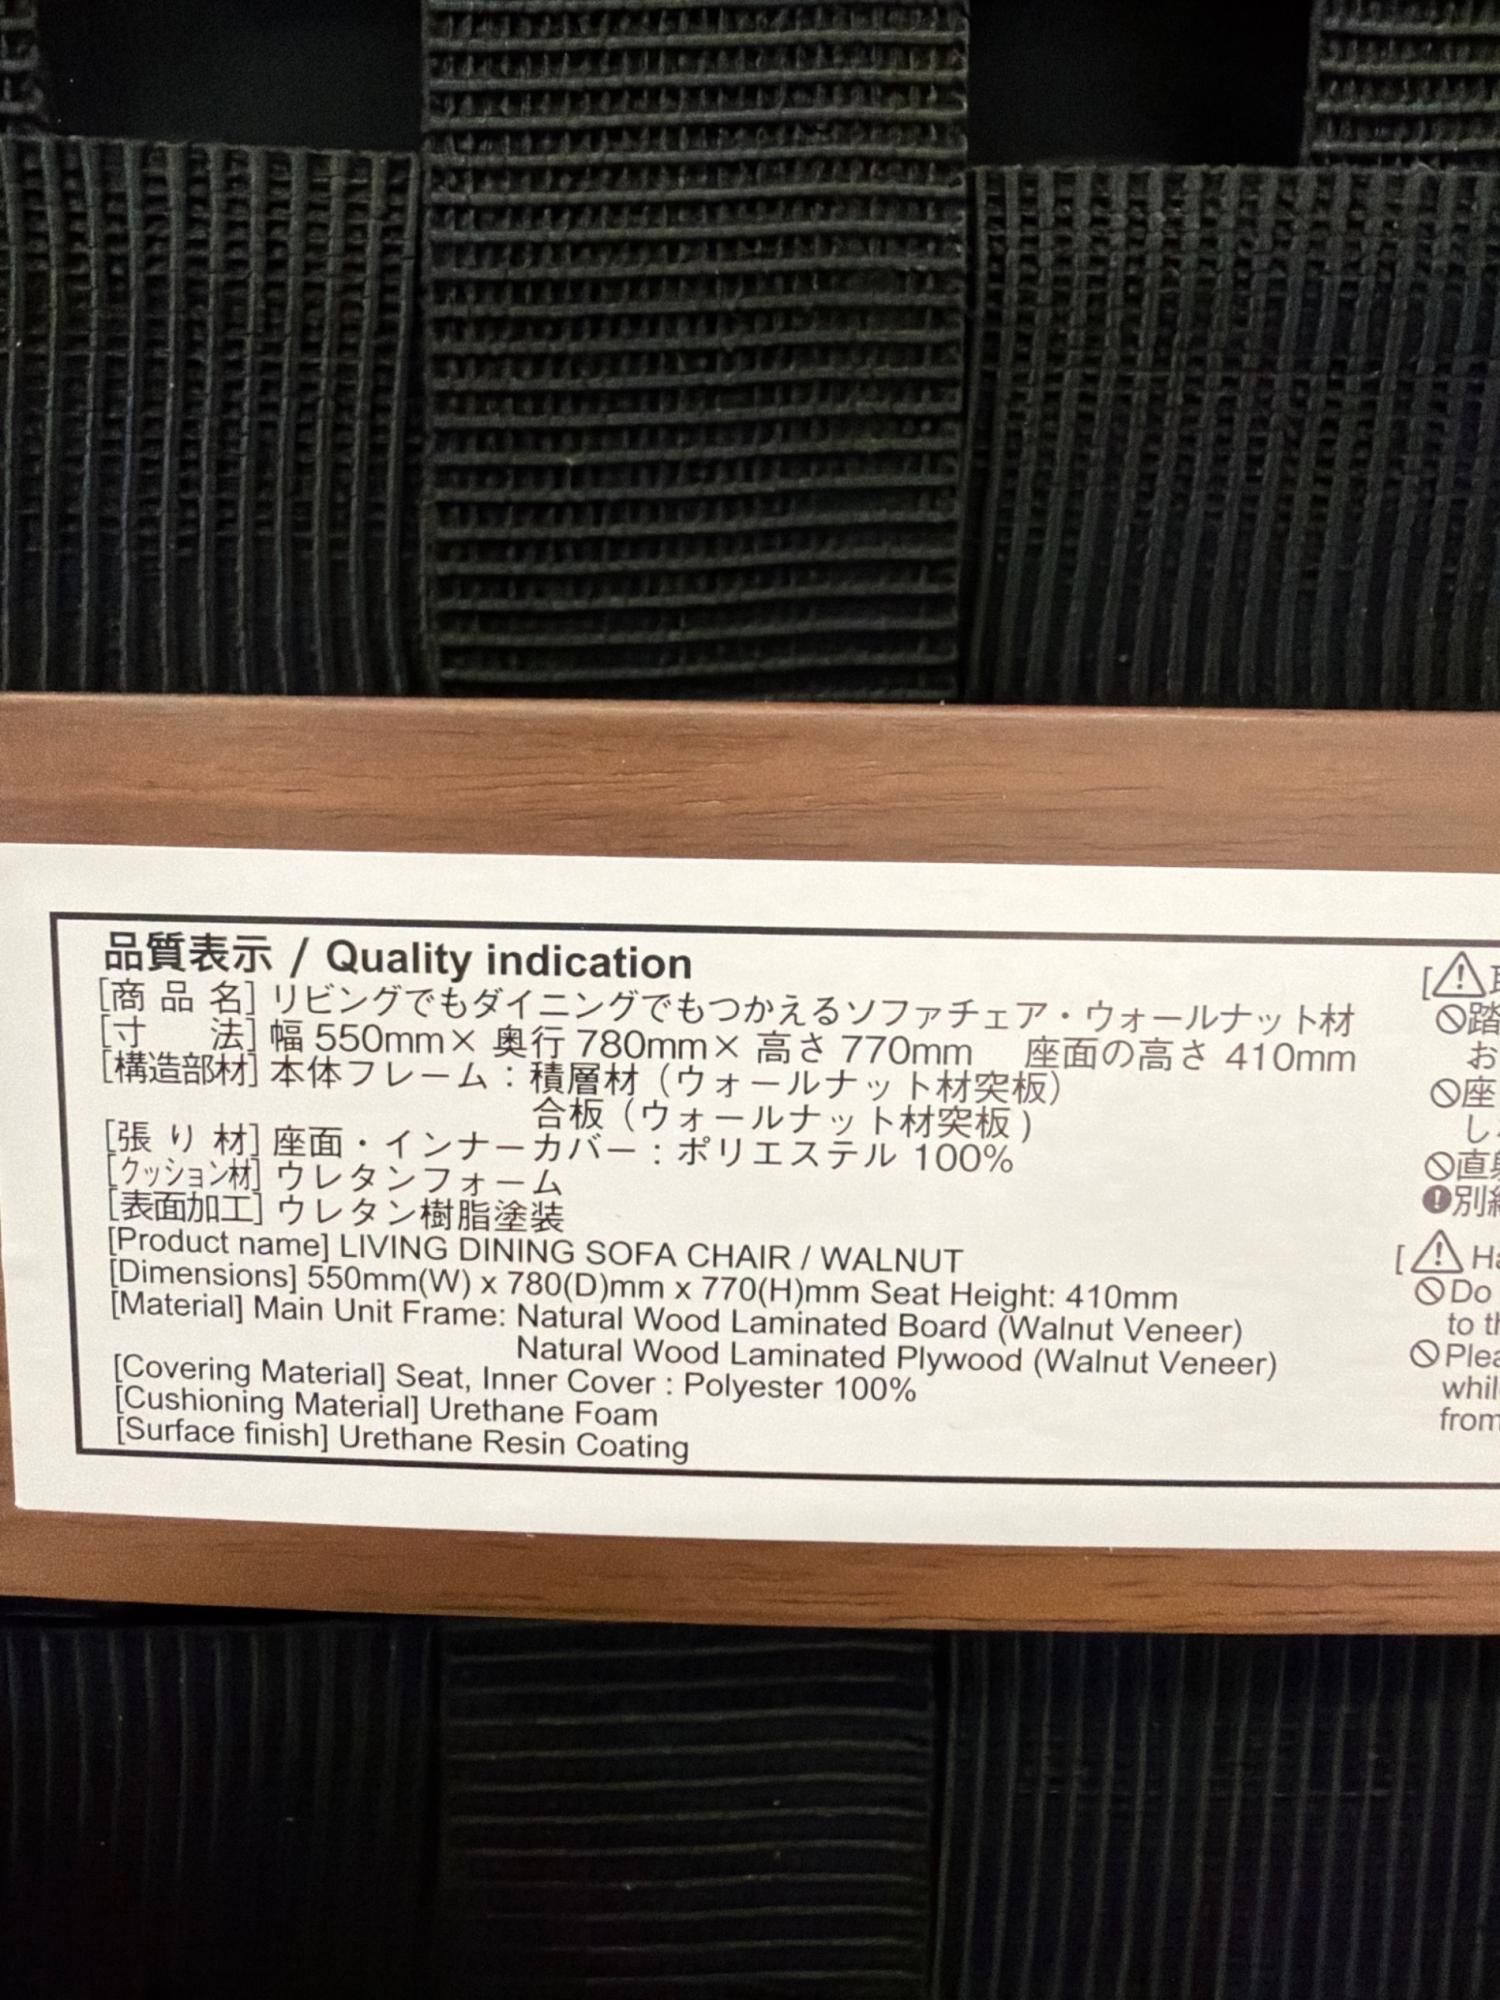 品質表示 / Quality indication
[商 品 名] リビングでもダイニングでもつかえるソファチェア・ウォールナット材
[寸 法] 幅 550mm× 奥行 780mm× 高さ 770mm 座面の高さ 410mm
[構造部材] 本体フレーム：積層材（ウォールナット材突板）
合板（ウォールナット材突板 )
[張 り 材] 座面・インナーカバー：ポリエステル 100%
[クッション材] ウレタンフォーム
[表面加工] ウレタン樹脂塗装
[Product name] LIVING DINING SOFA CHAIR / WALNUT
[Dimensions] 550mm(W) x 780(D)mm x 770(H)mm Seat Height: 410mm
[Material] Main Unit Frame: Natural Wood Laminated Board (Walnut Veneer)
Natural Wood Laminated Plywood (Walnut Veneer)
[Covering Material] Seat, Inner Cover : Polyester 100%
[Cushioning Material] Urethane Foam
[Surface finish] Urethane Resin Coating
[⚠
踏
お
座
直
別
[⚠
Do
to
from